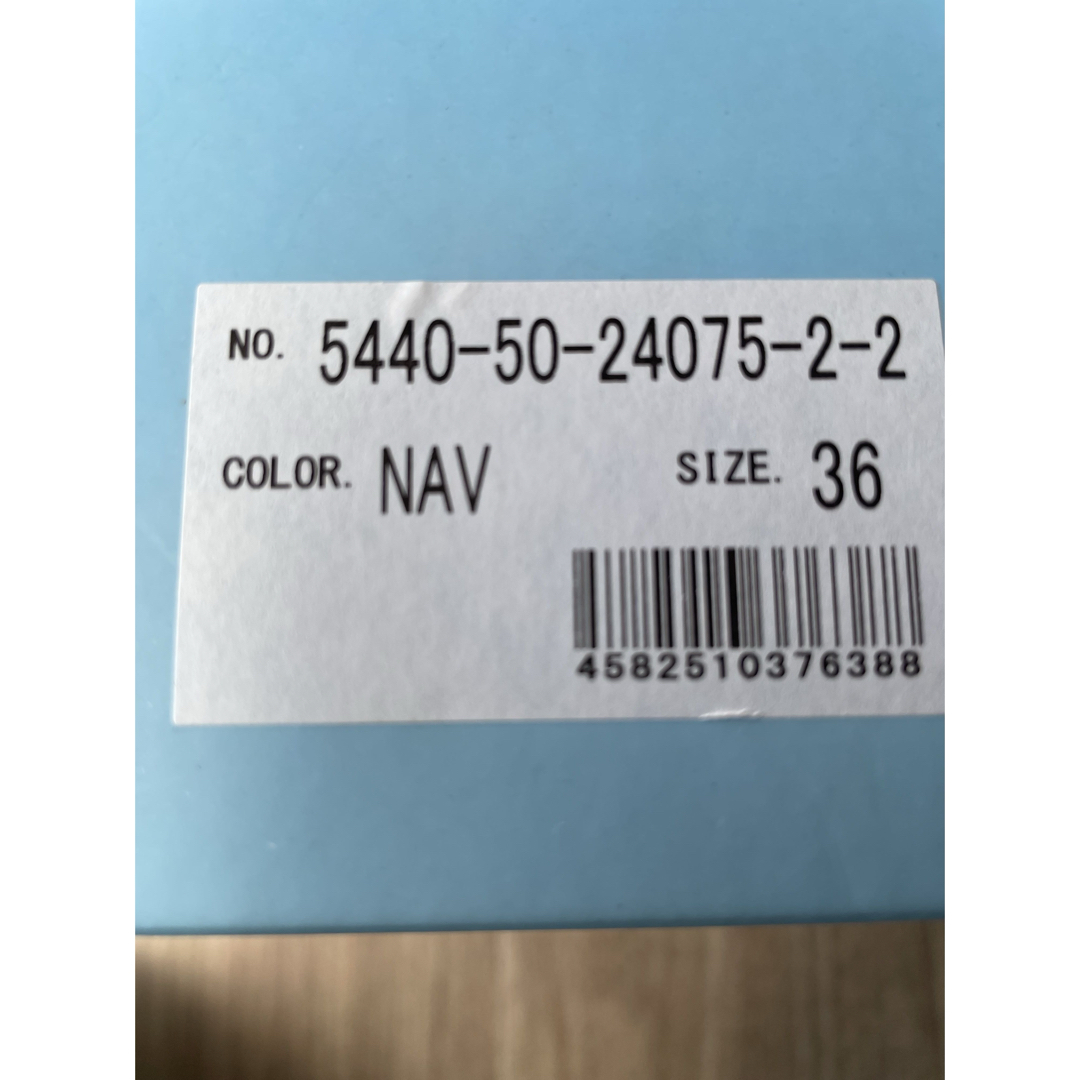 NO. 5440-50-24075-2-2
COLOR. NAV SIZE. 36
4582510376388